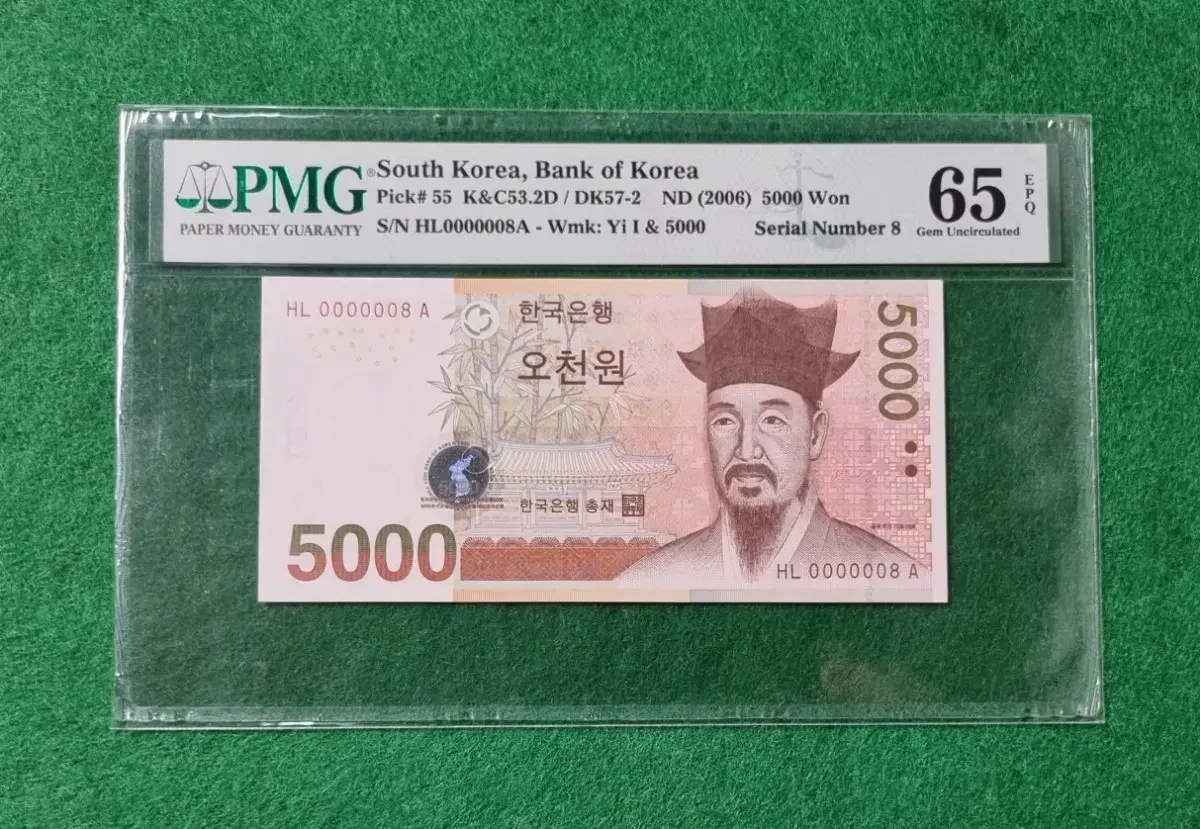 PMG®
PAPER MONEY GUARANTY
South Korea, Bank of Korea
Pick# 55 K&C53.2D / DK57-2 ND (2006) 5000 Won
S/N HL0000008A - Wmk: Yi I & 5000 Serial Number 8
65
EPQ
Gem Uncirculated
HL 0000008 A
한국은행
오천원
5000
한국은행 총재
5000
HL 0000008 A